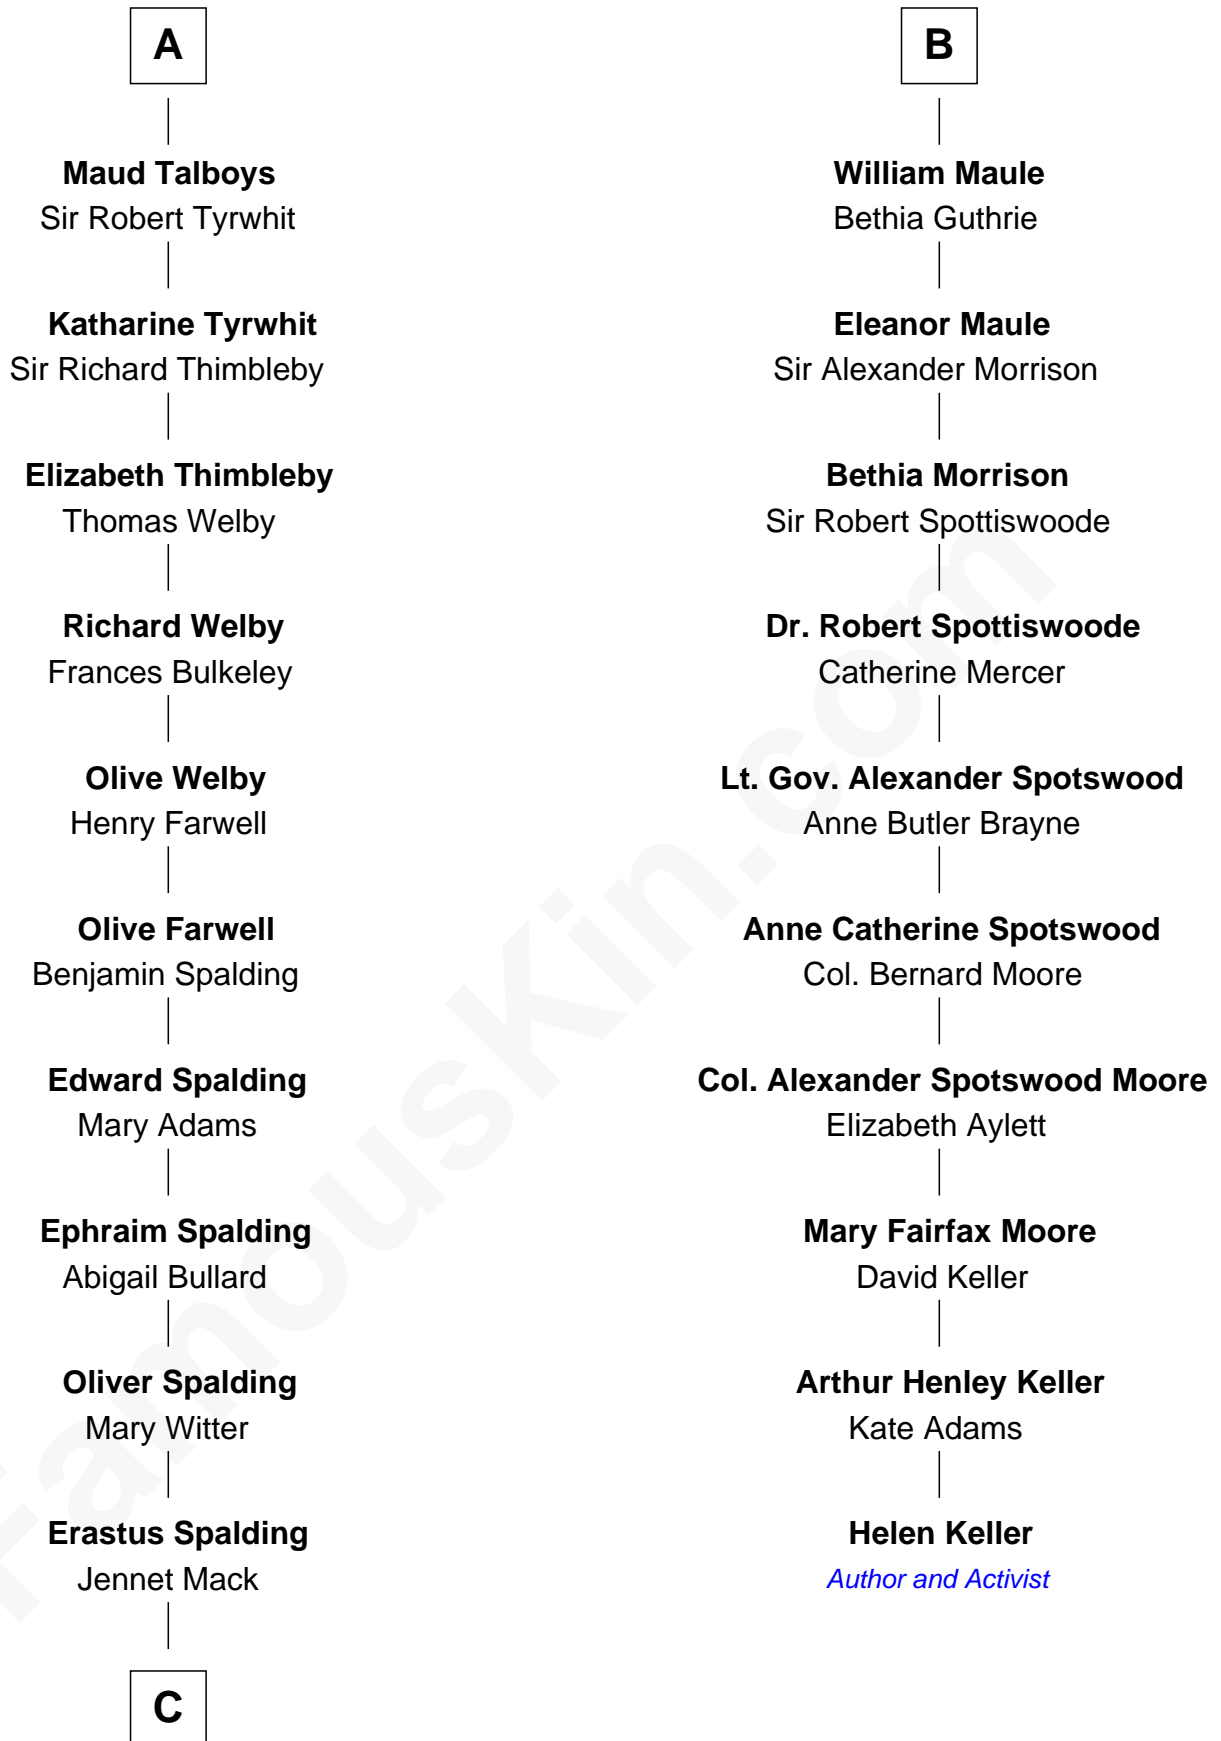 A
Maud Talboys
Sir Robert Tyrwhit
Katharine Tyrwhit
Sir Richard Thimbleby
Elizabeth Thimbleby
Thomas Welby
Richard Welby
Frances Bulkeley
Olive Welby
Henry Farwell
Olive Farwell
Benjamin Spalding
Edward Spalding
Mary Adams
Ephraim Spalding
Abigail Bullard
Oliver Spalding
Mary Witter
Erastus Spalding
Jennet Mack
C
B
William Maule
Bethia Guthrie
Eleanor Maule
Sir Alexander Morrison
Bethia Morrison
Sir Robert Spottiswoode
Dr. Robert Spottiswoode
Catherine Mercer
Lt. Gov. Alexander Spotswood
Anne Butler Brayne
Anne Catherine Spotswood
Col. Bernard Moore
Col. Alexander Spotswood Moore
Elizabeth Aylett
Mary Fairfax Moore
David Keller
Arthur Henley Keller
Kate Adams
Helen Keller
Author and Activist
FamousKin.com